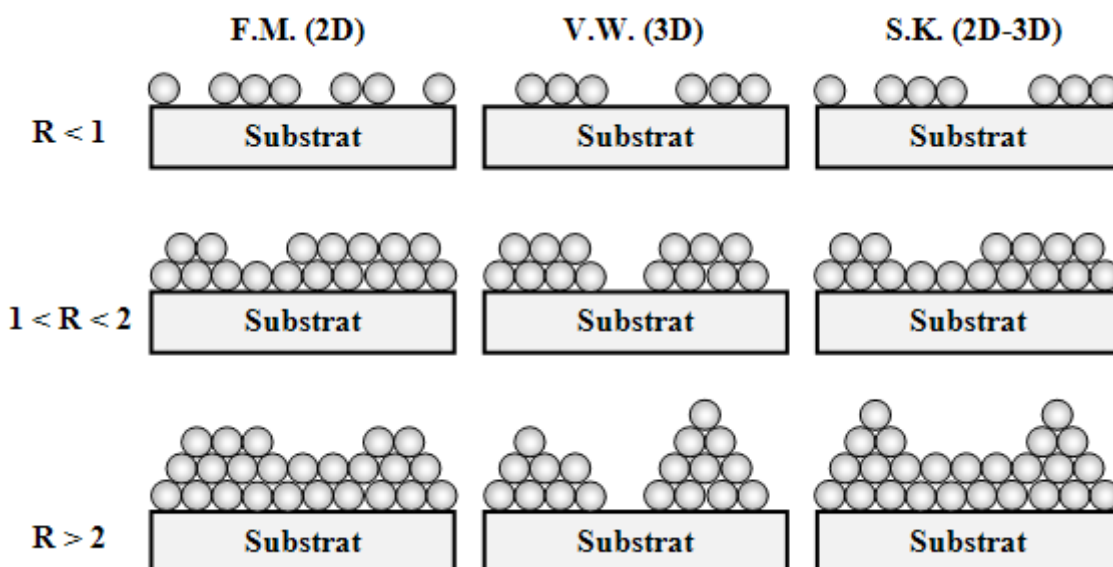 F.M. (2D) V.W. (3D) S.K. (2D-3D)
R < 1 Substrat Substrat Substrat
1 < R < 2 Substrat Substrat Substrat
R > 2 Substrat Substrat Substrat